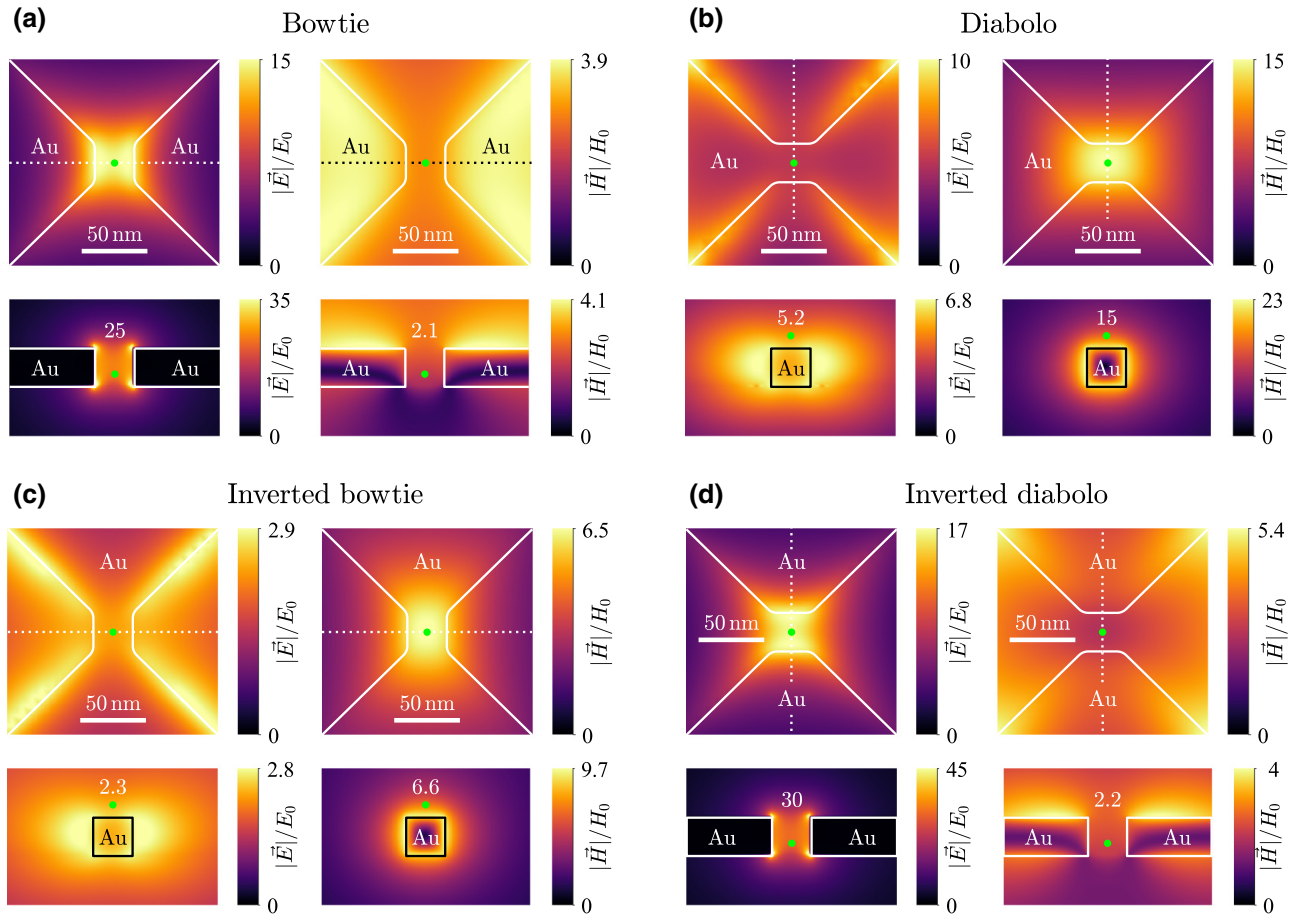 (a) Bowtie
Au Au
50 nm
15
0
|E⃗|/E₀
Au Au
50 nm
3.9
0
|H⃗|/H₀
25
Au Au
35
0
|E⃗|/E₀
2.1
Au Au
4.1
0
|H⃗|/H₀
(b) Diabolo
Au
50 nm
10
0
|E⃗|/E₀
Au
50 nm
15
0
|H⃗|/H₀
5.2
Au
6.8
0
|E⃗|/E₀
15
Au
23
0
|H⃗|/H₀
(c) Inverted bowtie
Au
50 nm
2.9
0
|E⃗|/E₀
Au
50 nm
6.5
0
|H⃗|/H₀
2.3
Au
2.8
0
|E⃗|/E₀
6.6
Au
9.7
0
|H⃗|/H₀
(d) Inverted diabolo
Au
50 nm
Au
17
0
|E⃗|/E₀
Au
50 nm
Au
5.4
0
|H⃗|/H₀
30
Au Au
45
0
|E⃗|/E₀
2.2
Au Au
4
0
|H⃗|/H₀